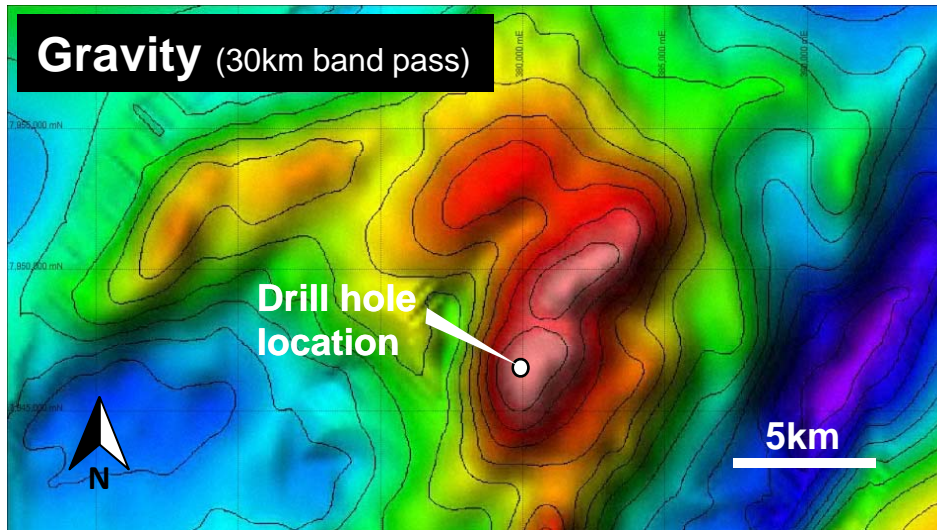 Gravity (30km band pass)
380,000 mE
385,000 mE
390,000 mE
7,955,000 mN
7,950,000 mN
Drill hole
location
7,945,000 mN
5km
N